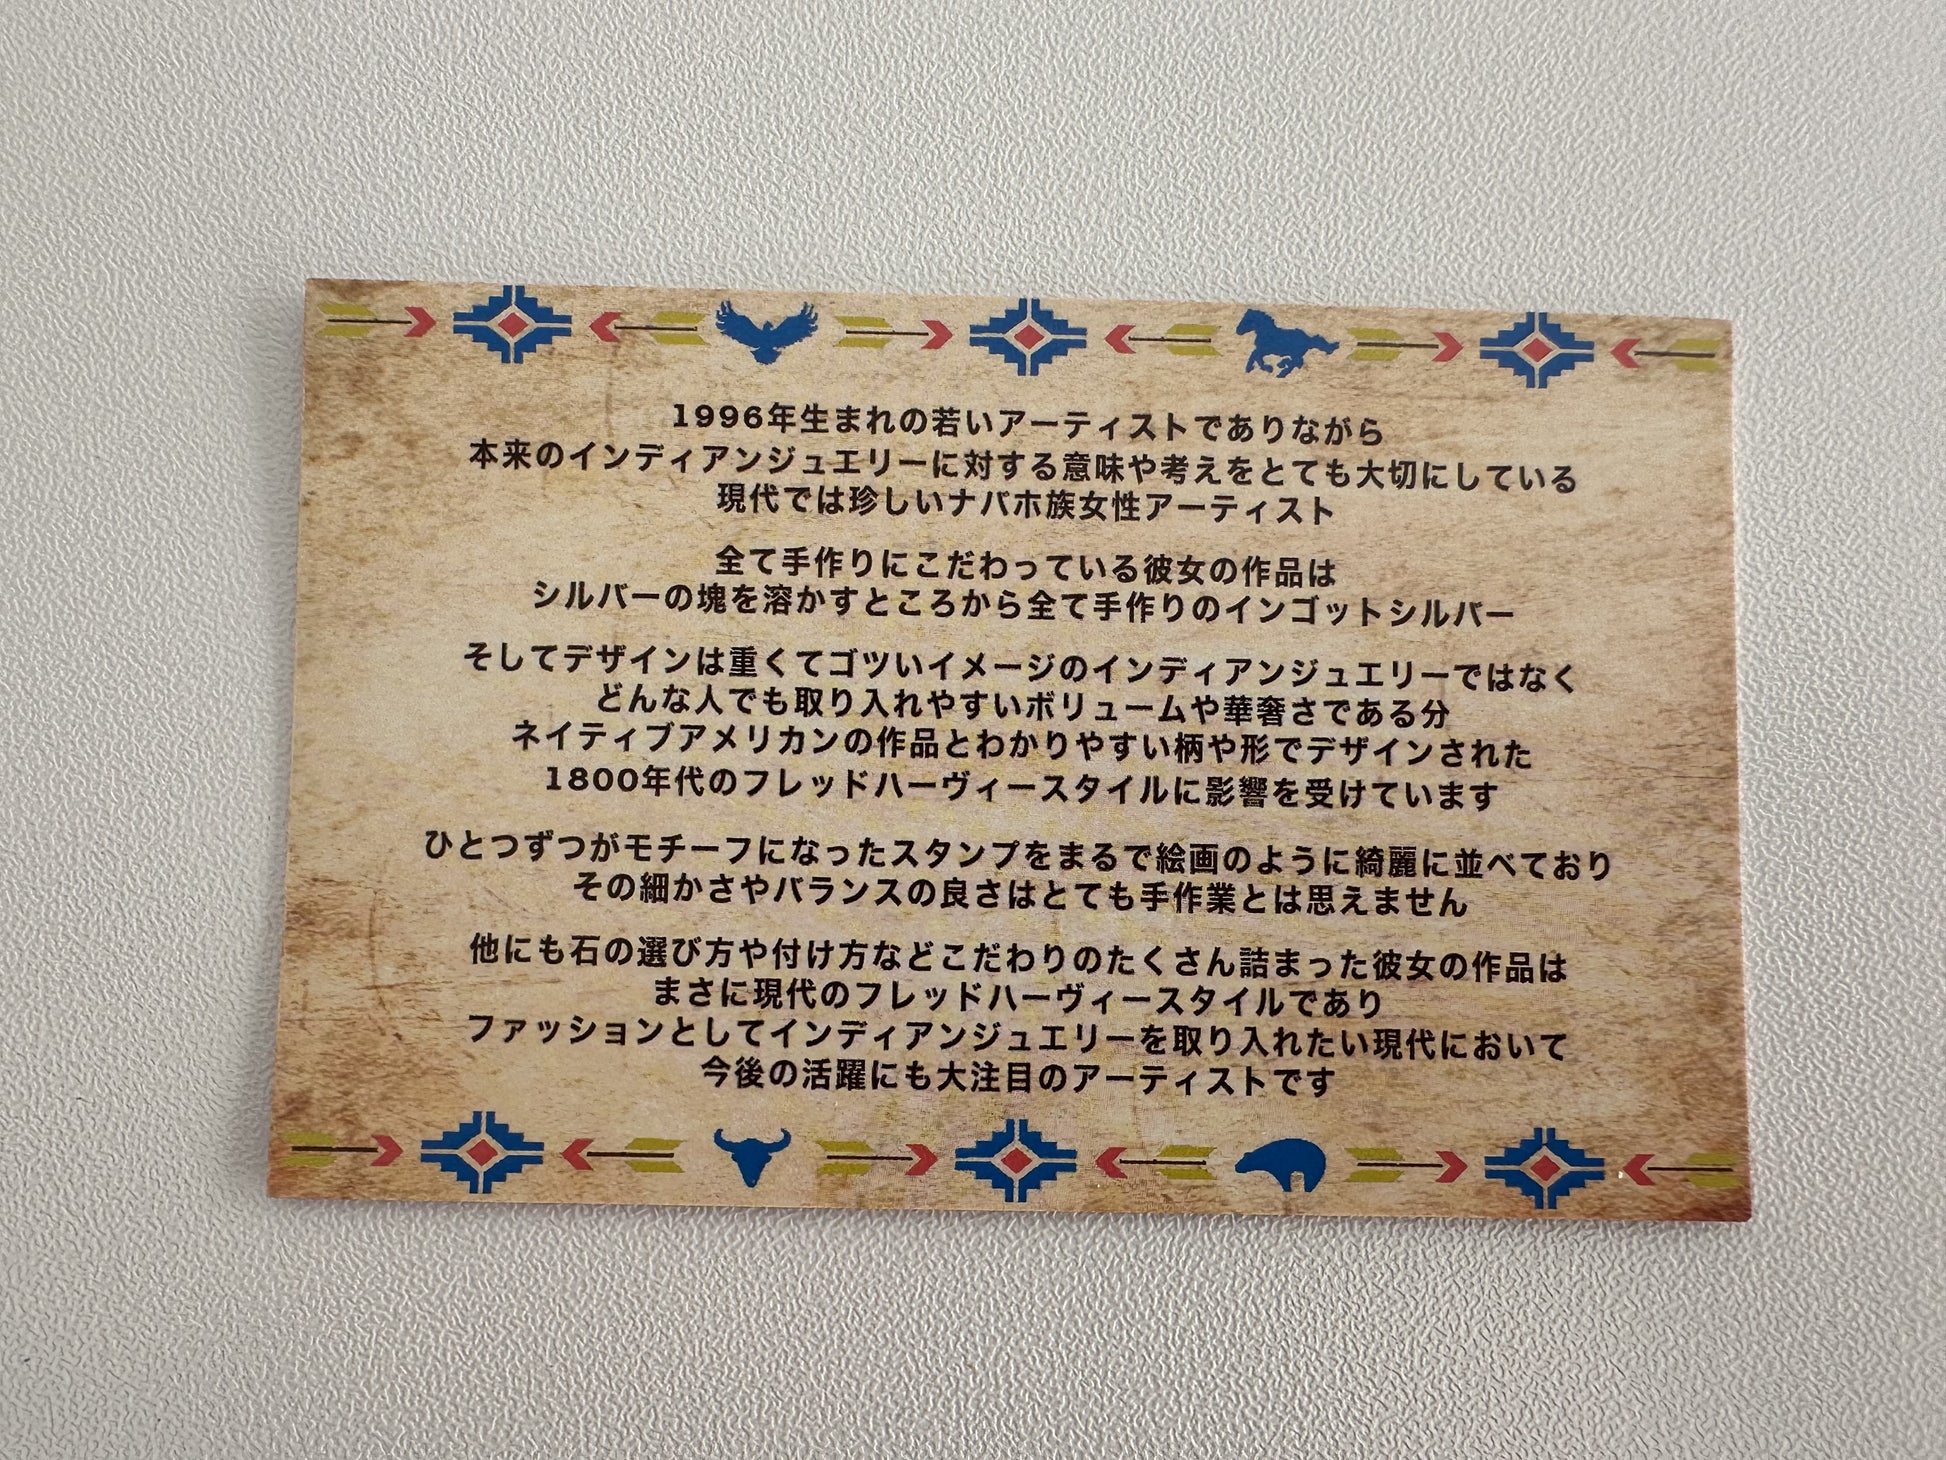 1996年生まれの若いアーティストでありながら
本来のインディアンジュエリーに対する意味や考えをとても大切にしている
現代では珍しいナバホ族女性アーティスト
全て手作りにこだわっている彼女の作品は
シルバーの塊を溶かすところから全て手作りのインゴットシルバー
そしてデザインは重くてゴツいイメージのインディアンジュエリーではなく
どんな人でも取り入れやすいボリュームや華奢さである分
ネイティブアメリカンの作品とわかりやすい柄や形でデザインされた
1800年代のフレッドハーヴィースタイルに影響を受けています
ひとつずつがモチーフになったスタンプをまるで絵画のように綺麗に並べており
その細かさやバランスの良さはとても手作業とは思えません
他にも石の選び方や付け方などこだわりのたくさん詰まった彼女の作品は
まさに現代のフレッドハーヴィースタイルであり
ファッションとしてインディアンジュエリーを取り入れたい現代において
今後の活躍にも大注目のアーティストです